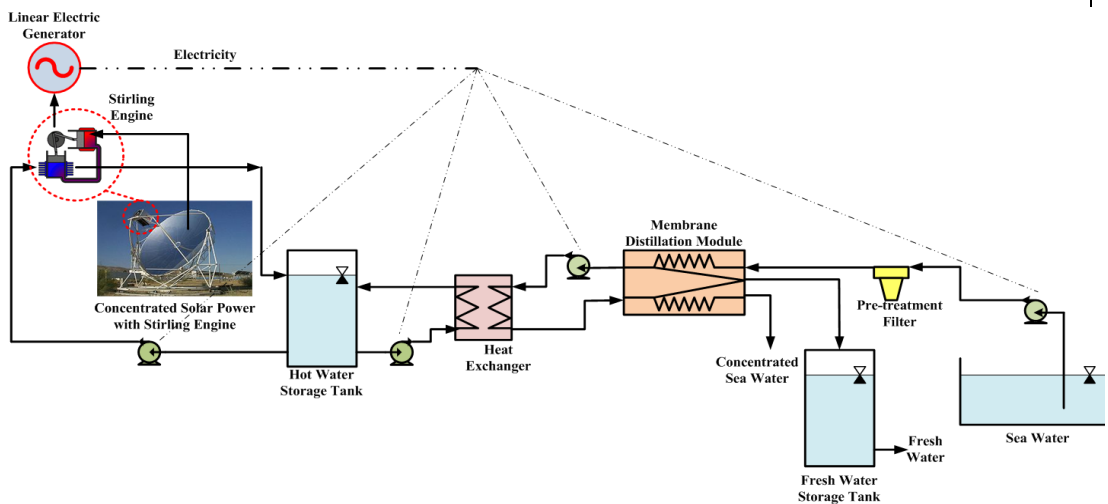 Linear Electric
Generator
Electricity
Stirling
Engine
Concentrated Solar Power
with Stirling Engine
Hot Water
Storage Tank
Heat
Exchanger
Membrane
Distillation Module
Pre-treatment
Filter
Concentrated
Sea Water
Fresh Water
Storage Tank
Fresh
Water
Sea Water